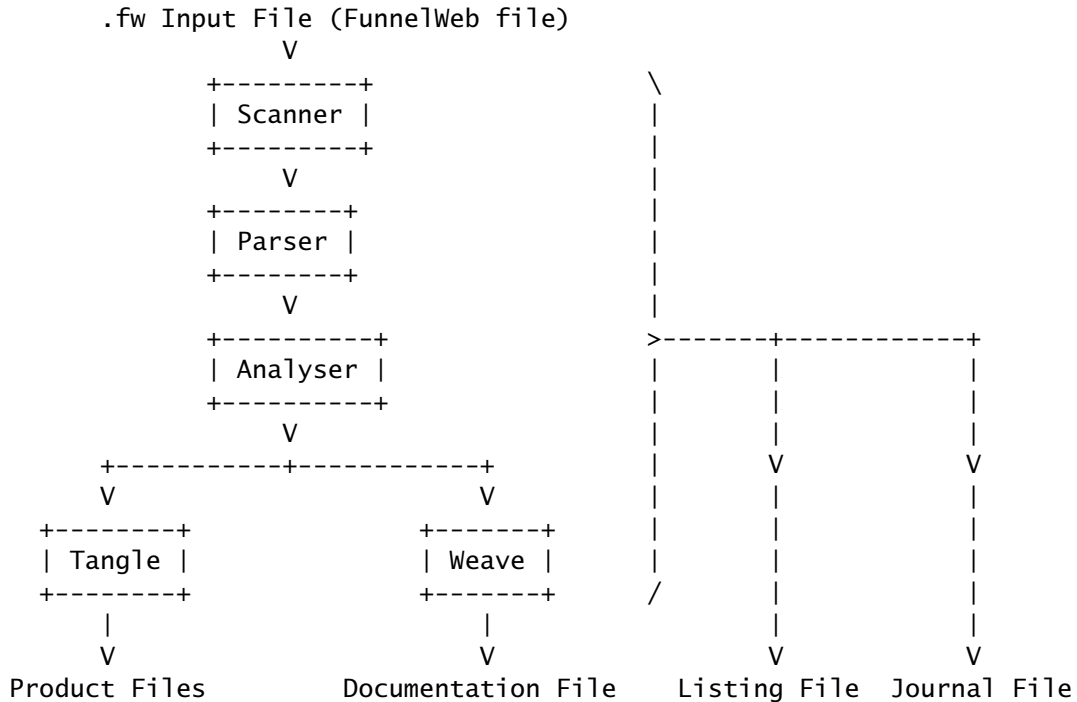 .fw Input File (FunnelWeb file)
V
Scanner
V
Parser
V
Analyser
V
V V
V V
Tangle Weave
V V V V
Product Files Documentation File Listing File Journal File